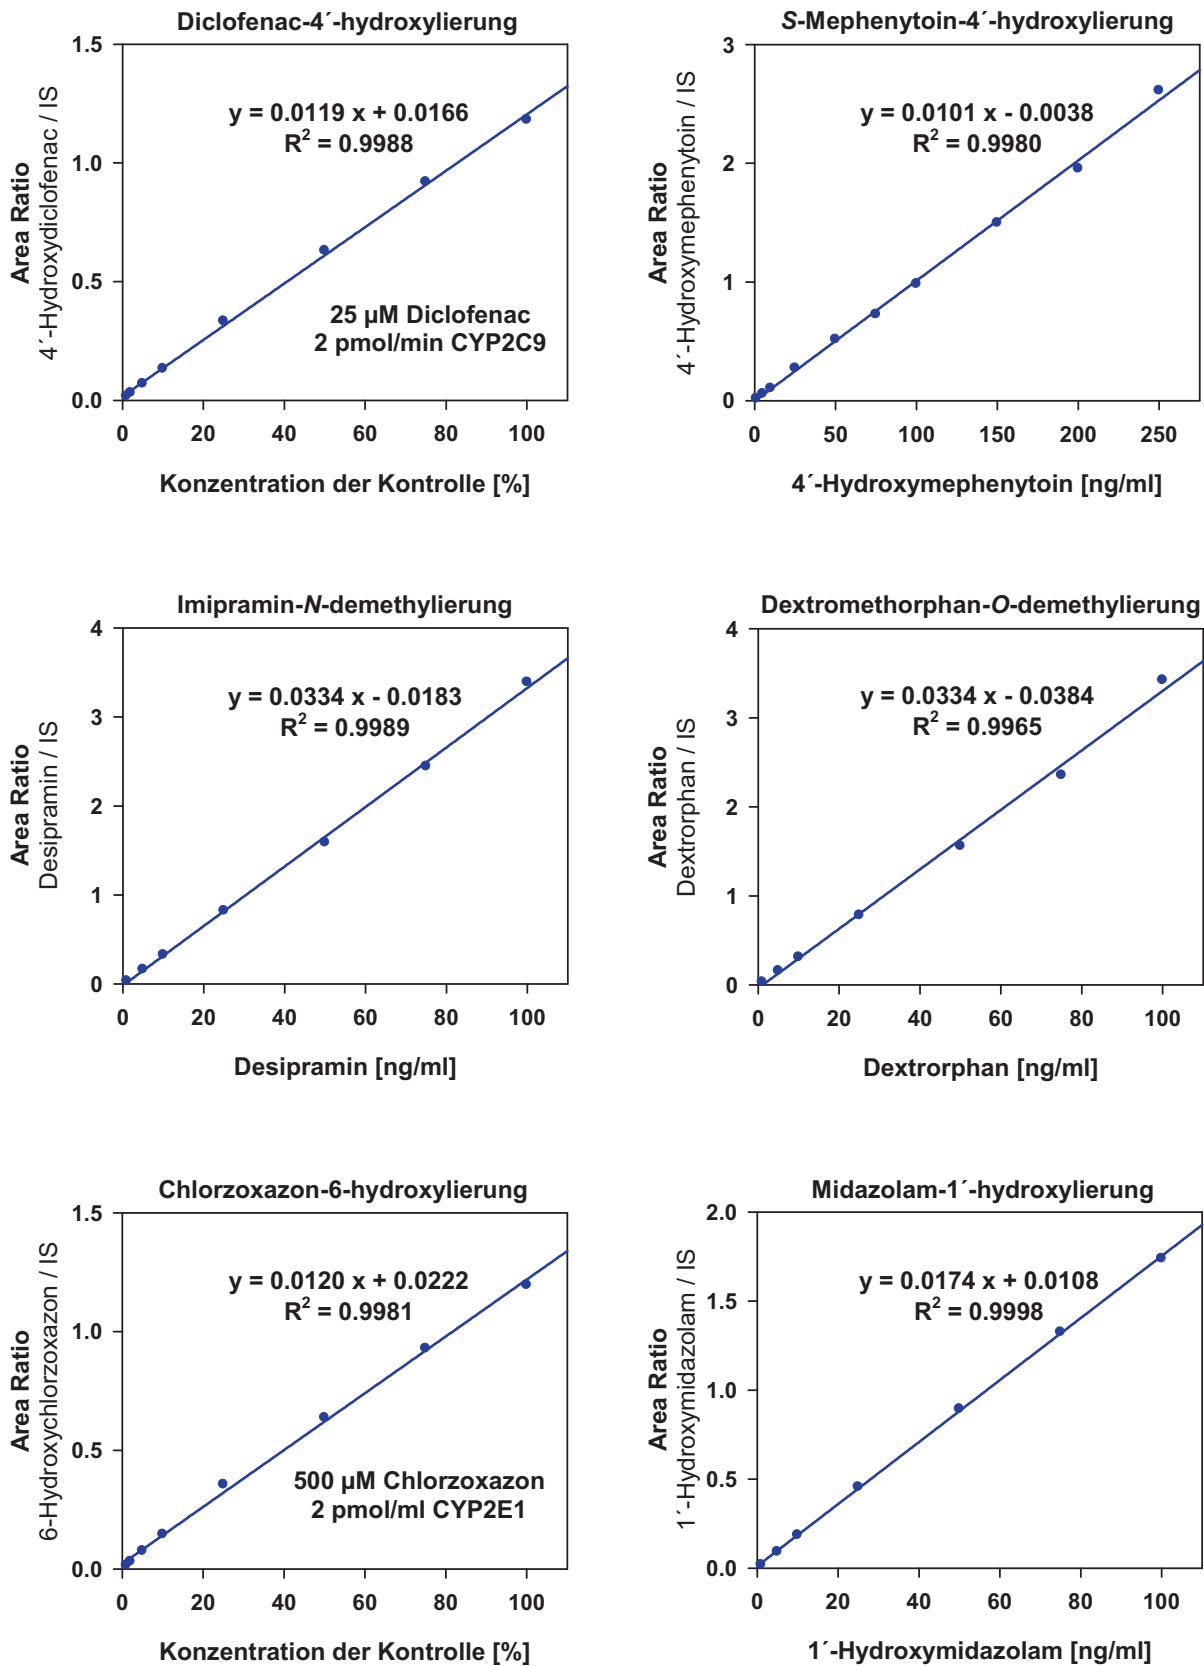 Diclofenac-4´-hydroxylierung
Area Ratio
4´-Hydroxydiclofenac / IS
1.5
1.0
0.5
0.0
y = 0.0119 x + 0.0166
R² = 0.9988
25 µM Diclofenac
2 pmol/min CYP2C9
0 20 40 60 80 100
Konzentration der Kontrolle [%]
S-Mephenytoin-4´-hydroxylierung
Area Ratio
4´-Hydroxymephenytoin / IS
3
2
1
0
y = 0.0101 x - 0.0038
R² = 0.9980
0 50 100 150 200 250
4´-Hydroxymephenytoin [ng/ml]
Imipramin-N-demethylierung
Area Ratio
Desipramin / IS
4
3
2
1
0
y = 0.0334 x - 0.0183
R² = 0.9989
0 20 40 60 80 100
Desipramin [ng/ml]
Dextromethorphan-O-demethylierung
Area Ratio
Dextrorphan / IS
4
3
2
1
0
y = 0.0334 x - 0.0384
R² = 0.9965
0 20 40 60 80 100
Dextrorphan [ng/ml]
Chlorzoxazon-6-hydroxylierung
Area Ratio
6-Hydroxychlorzoxazon / IS
1.5
1.0
0.5
0.0
y = 0.0120 x + 0.0222
R² = 0.9981
500 µM Chlorzoxazon
2 pmol/ml CYP2E1
0 20 40 60 80 100
Konzentration der Kontrolle [%]
Midazolam-1´-hydroxylierung
Area Ratio
1´-Hydroxymidazolam / IS
2.0
1.5
1.0
0.5
0.0
y = 0.0174 x + 0.0108
R² = 0.9998
0 20 40 60 80 100
1´-Hydroxymidazolam [ng/ml]